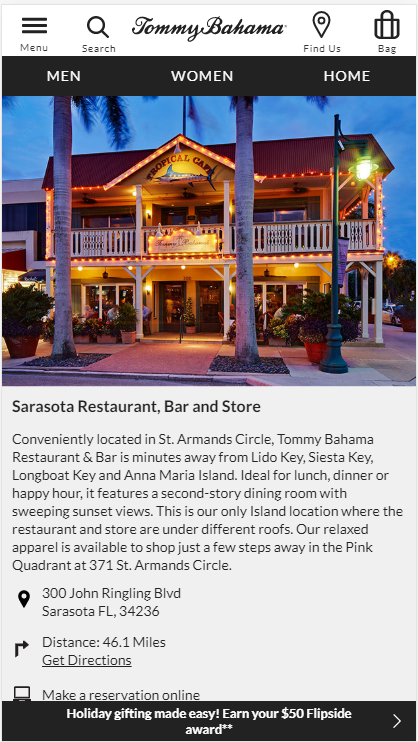 Menu
Search
Tommy Bahama
Find Us
Bag
MEN
WOMEN
HOME
TROPICAL CAFE
Tommy Bahama
Sarasota Restaurant, Bar and Store
Conveniently located in St. Armands Circle, Tommy Bahama
Restaurant & Bar is minutes away from Lido Key, Siesta Key,
Longboat Key and Anna Maria Island. Ideal for lunch, dinner or
happy hour, it features a second-story dining room with
sweeping sunset views. This is our only Island location where the
restaurant and store are under different roofs. Our relaxed
apparel is available to shop just a few steps away in the Pink
Quadrant at 371 St. Armands Circle.
300 John Ringling Blvd
Sarasota FL, 34236
Distance: 46.1 Miles
Get Directions
Make a reservation online
Holiday gifting made easy! Earn your $50 Flipside
award**